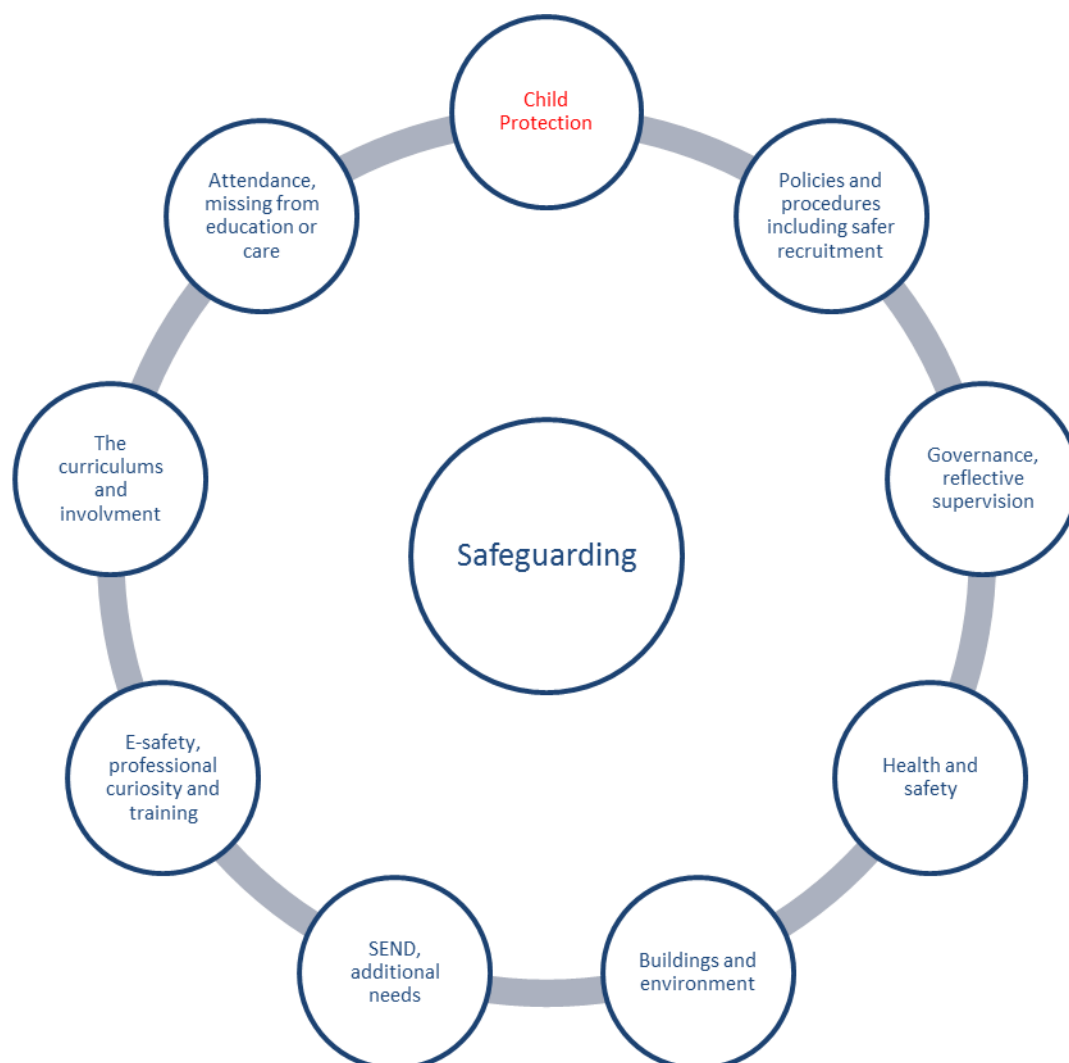 Child
Protection
Policies and
procedures
including safer
recruitment
Governance,
reflective
supervision
Health and
safety
Buildings and
environment
SEND,
additional
needs
E-safety,
professional
curiosity and
training
The
curriculums
and
involvment
Attendance,
missing from
education or
care
Safeguarding